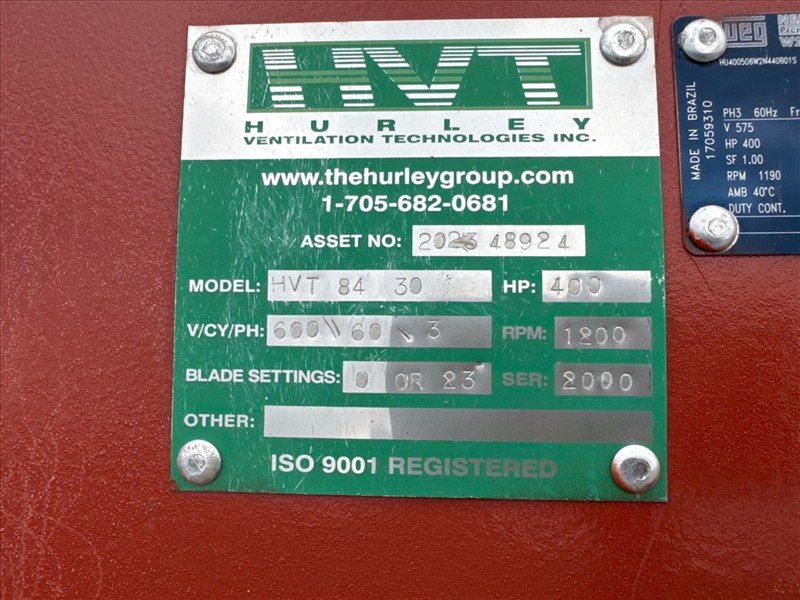 HVT
HURLEY
VENTILATION TECHNOLOGIES INC.
www.thehurleygroup.com
1-705-682-0681
ASSET NO: 2023 48924
MODEL: HVT 84 30 HP: 400
V/CY/PH: 600\60\3 RPM: 1200
BLADE SETTINGS: 0 OR 23 SER: 2000
OTHER:
ISO 9001 REGISTERED
weg
HU400506W2N440B01S
MADE IN BRAZIL
17059310
PH3 60Hz
V 575
HP 400
SF 1.00
RPM 1190
AMB 40°C
DUTY CONT.